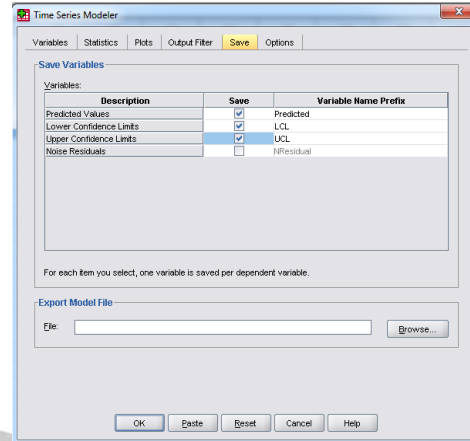 Time Series Modeler
Variables Statistics Plots Output Filter Save Options
Save Variables
Variables:
Description Save Variable Name Prefix
Predicted Values Predicted
Lower Confidence Limits LCL
Upper Confidence Limits UCL
Noise Residuals NResidual
For each item you select, one variable is saved per dependent variable.
Export Model File
File: Browse...
OK Paste Reset Cancel Help